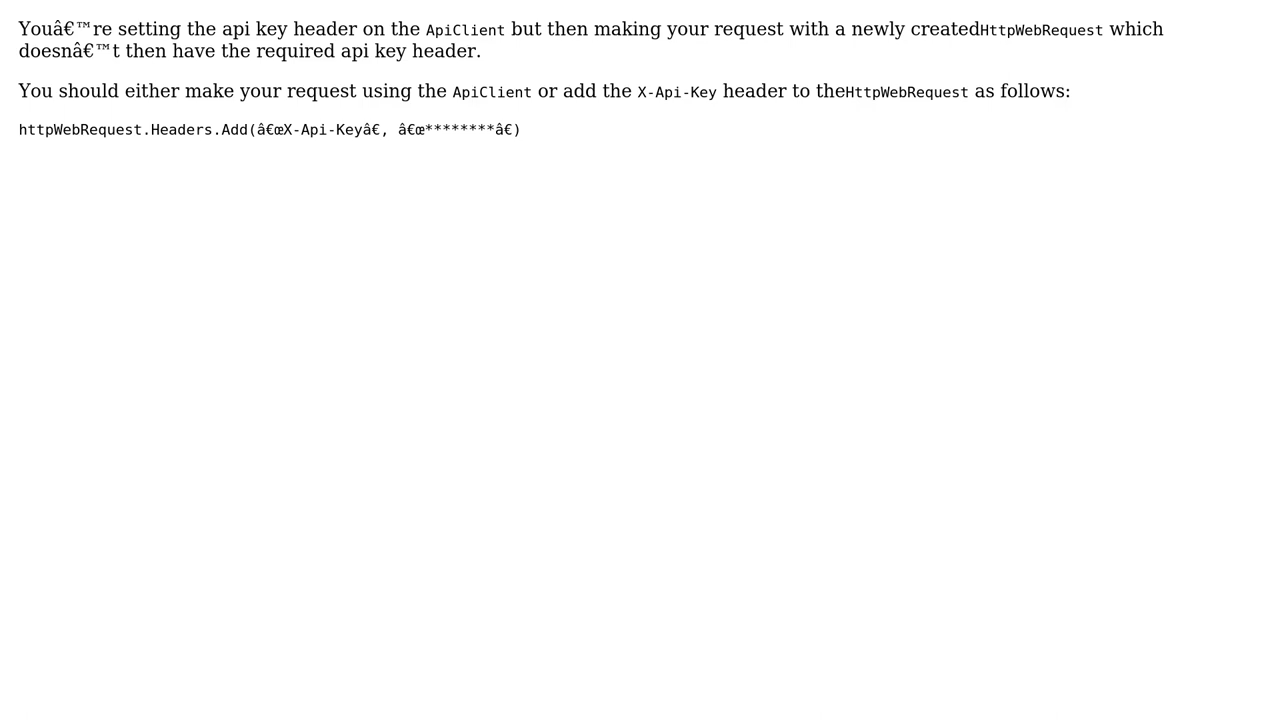 Youâ€™re setting the api key header on the ApiClient but then making your request with a newly createdHttpWebRequest which
doesnâ€™t then have the required api key header.
You should either make your request using the ApiClient or add the X-Api-Key header to theHttpWebRequest as follows:
httpWebRequest.Headers.Add(â€œX-Api-Keyâ€, â€œ********â€)